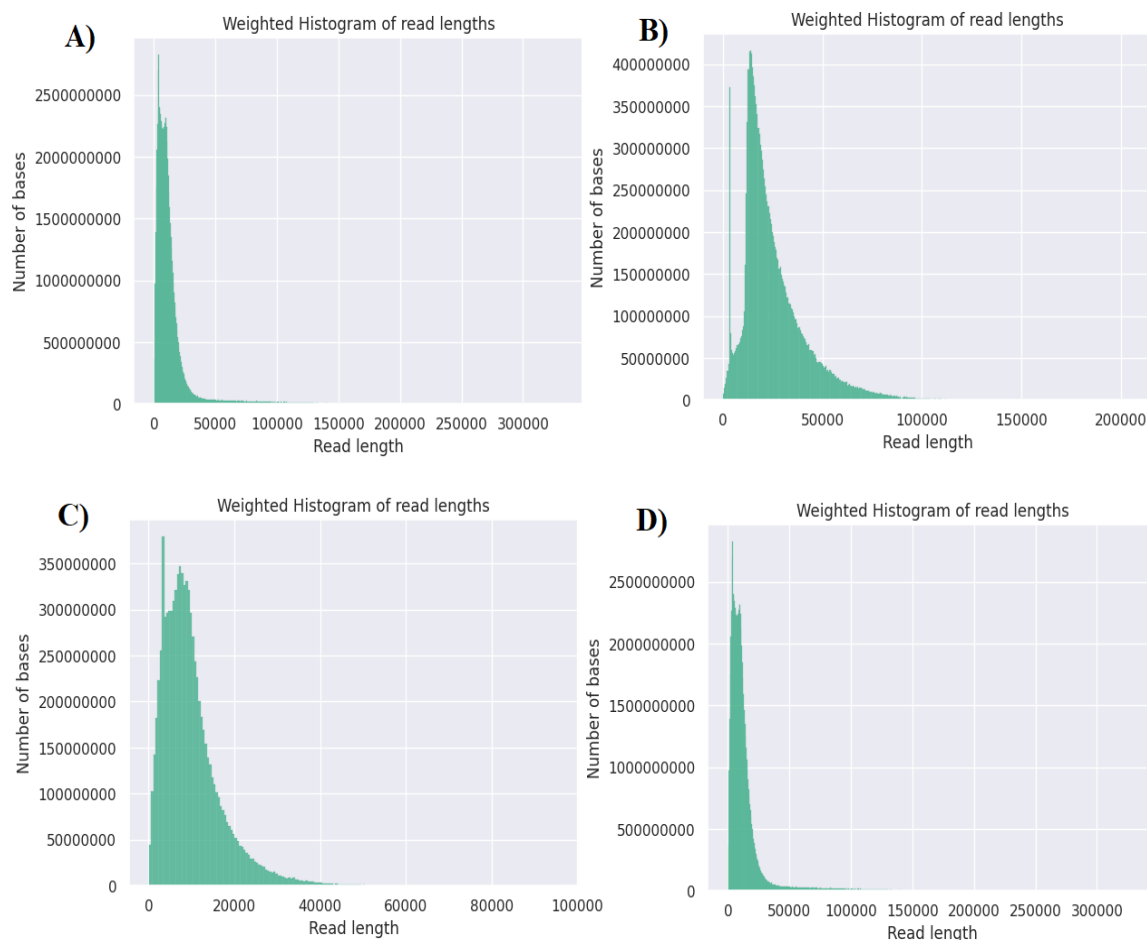 A)
Weighted Histogram of read lengths
Number of bases
2500000000
2000000000
1500000000
1000000000
500000000
0
0 50000 100000 150000 200000 250000 300000
Read length
B)
Weighted Histogram of read lengths
Number of bases
400000000
350000000
300000000
250000000
200000000
150000000
100000000
50000000
0
0 50000 100000 150000 200000
Read length
C)
Weighted Histogram of read lengths
Number of bases
350000000
300000000
250000000
200000000
150000000
100000000
50000000
0
0 20000 40000 60000 80000 100000
Read length
D)
Weighted Histogram of read lengths
Number of bases
2500000000
2000000000
1500000000
1000000000
500000000
0
0 50000 100000 150000 200000 250000 300000
Read length